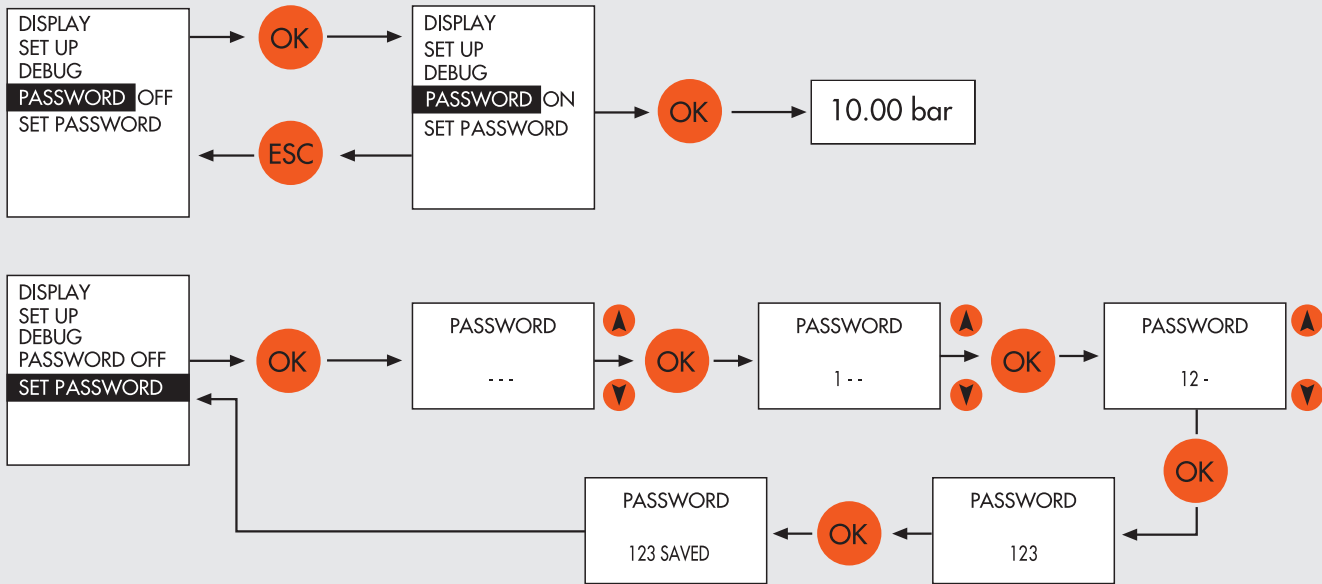 DISPLAY
SET UP
DEBUG
PASSWORD OFF
SET PASSWORD
OK
ESC
DISPLAY
SET UP
DEBUG
PASSWORD ON
SET PASSWORD
OK
10.00 bar
DISPLAY
SET UP
DEBUG
PASSWORD OFF
SET PASSWORD
OK
PASSWORD
- - -
OK
PASSWORD
1 - -
OK
PASSWORD
12 -
OK
PASSWORD
123
OK
PASSWORD
123 SAVED